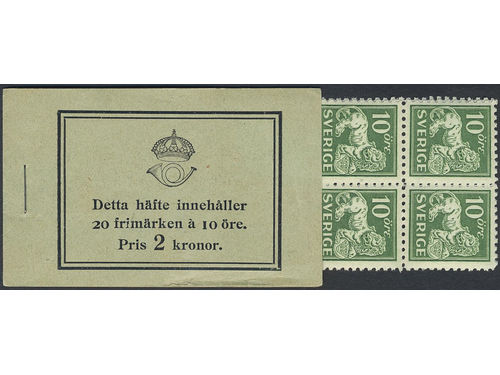 Detta häfte innehåller
20 frimärken à 10 öre.
Pris 2 kronor.
10 öre
SVERIGE
10 öre
SVERIGE
10 öre
SVERIGE
10 öre
SVERIGE